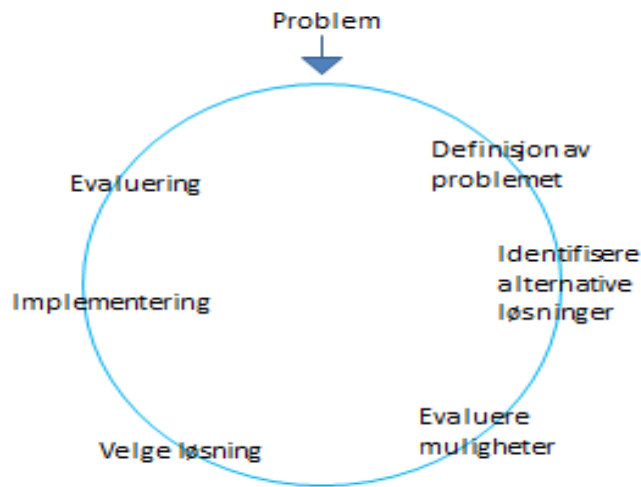 Problem
Definisjon av
problemet
Identifisere
alternative
løsninger
Evaluere
muligheter
Velge løsning
Implementering
Evaluering